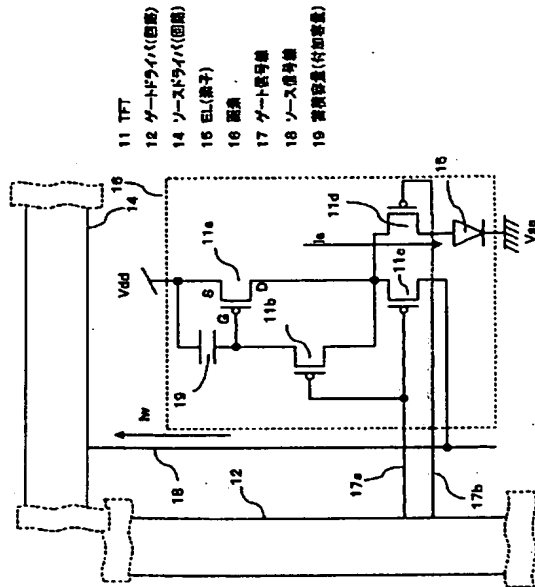 11 TFT
12 ゲートドライバ(回路)
14 ソースドライバ(回路)
15 EL(素子)
16 画素
17 ゲート信号線
18 ソース信号線
19 蓄積容量(付加容量)
16
14
Vdd
S
11a
G
D
19
11b
Iw
18
12
Ie
11d
11c
15
Vss
17a
17b